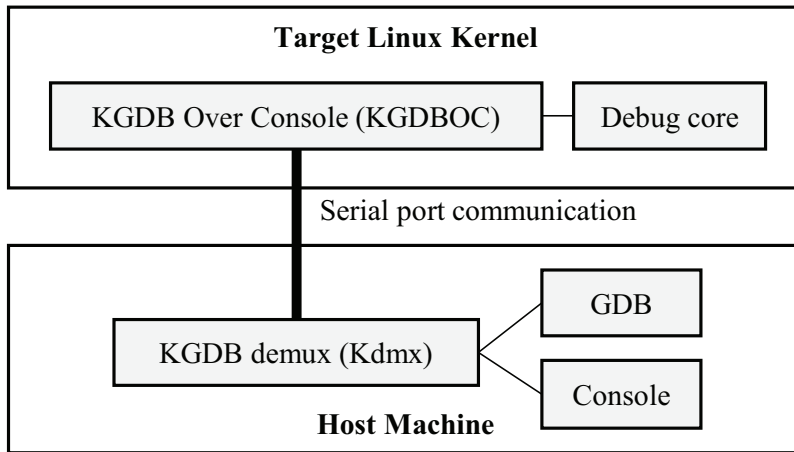 Target Linux Kernel
KGDB Over Console (KGDBOC)
Debug core
Serial port communication
GDB
KGDB demux (Kdmx)
Console
Host Machine